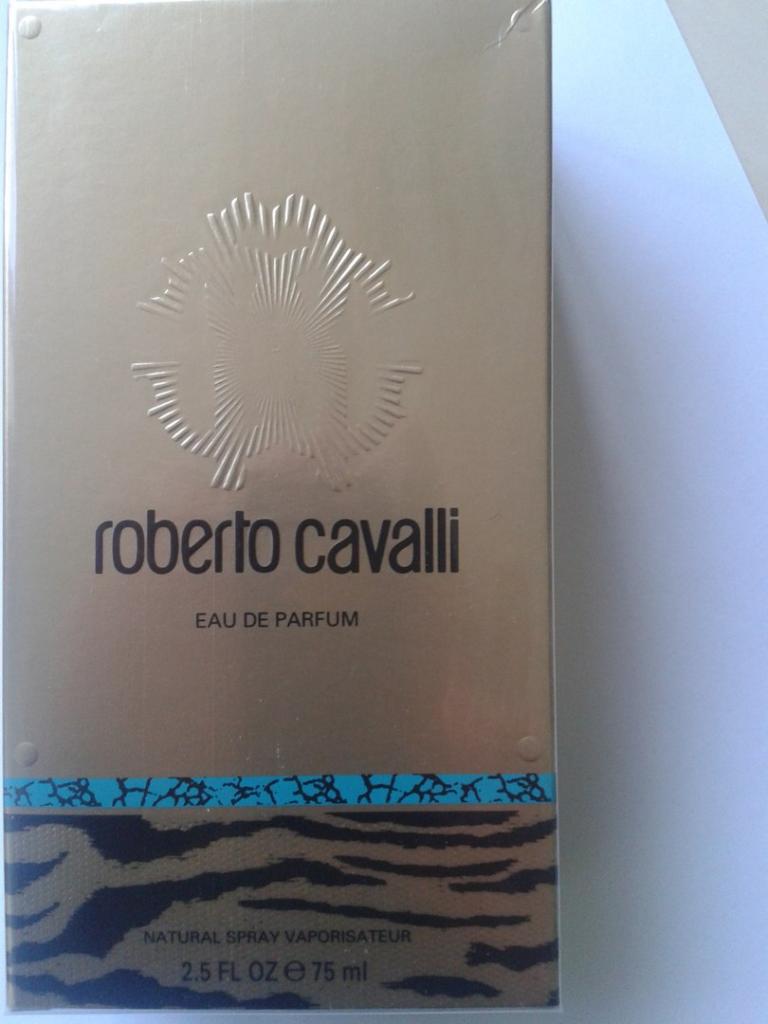 roberto cavalli
EAU DE PARFUM
NATURAL SPRAY VAPORISATEUR
2.5 FL OZ ℮ 75 ml